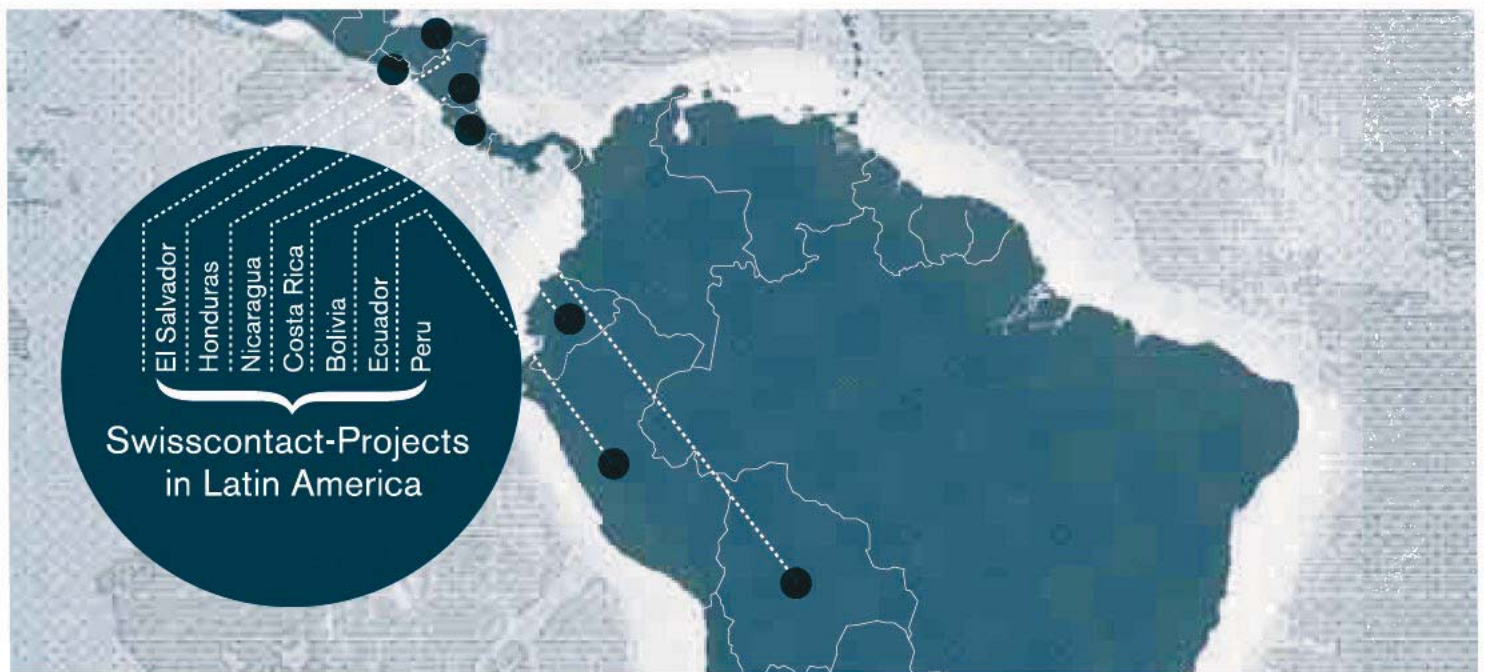 El Salvador
Honduras
Nicaragua
Costa Rica
Bolivia
Ecuador
Peru
Swisscontact-Projects
in Latin America